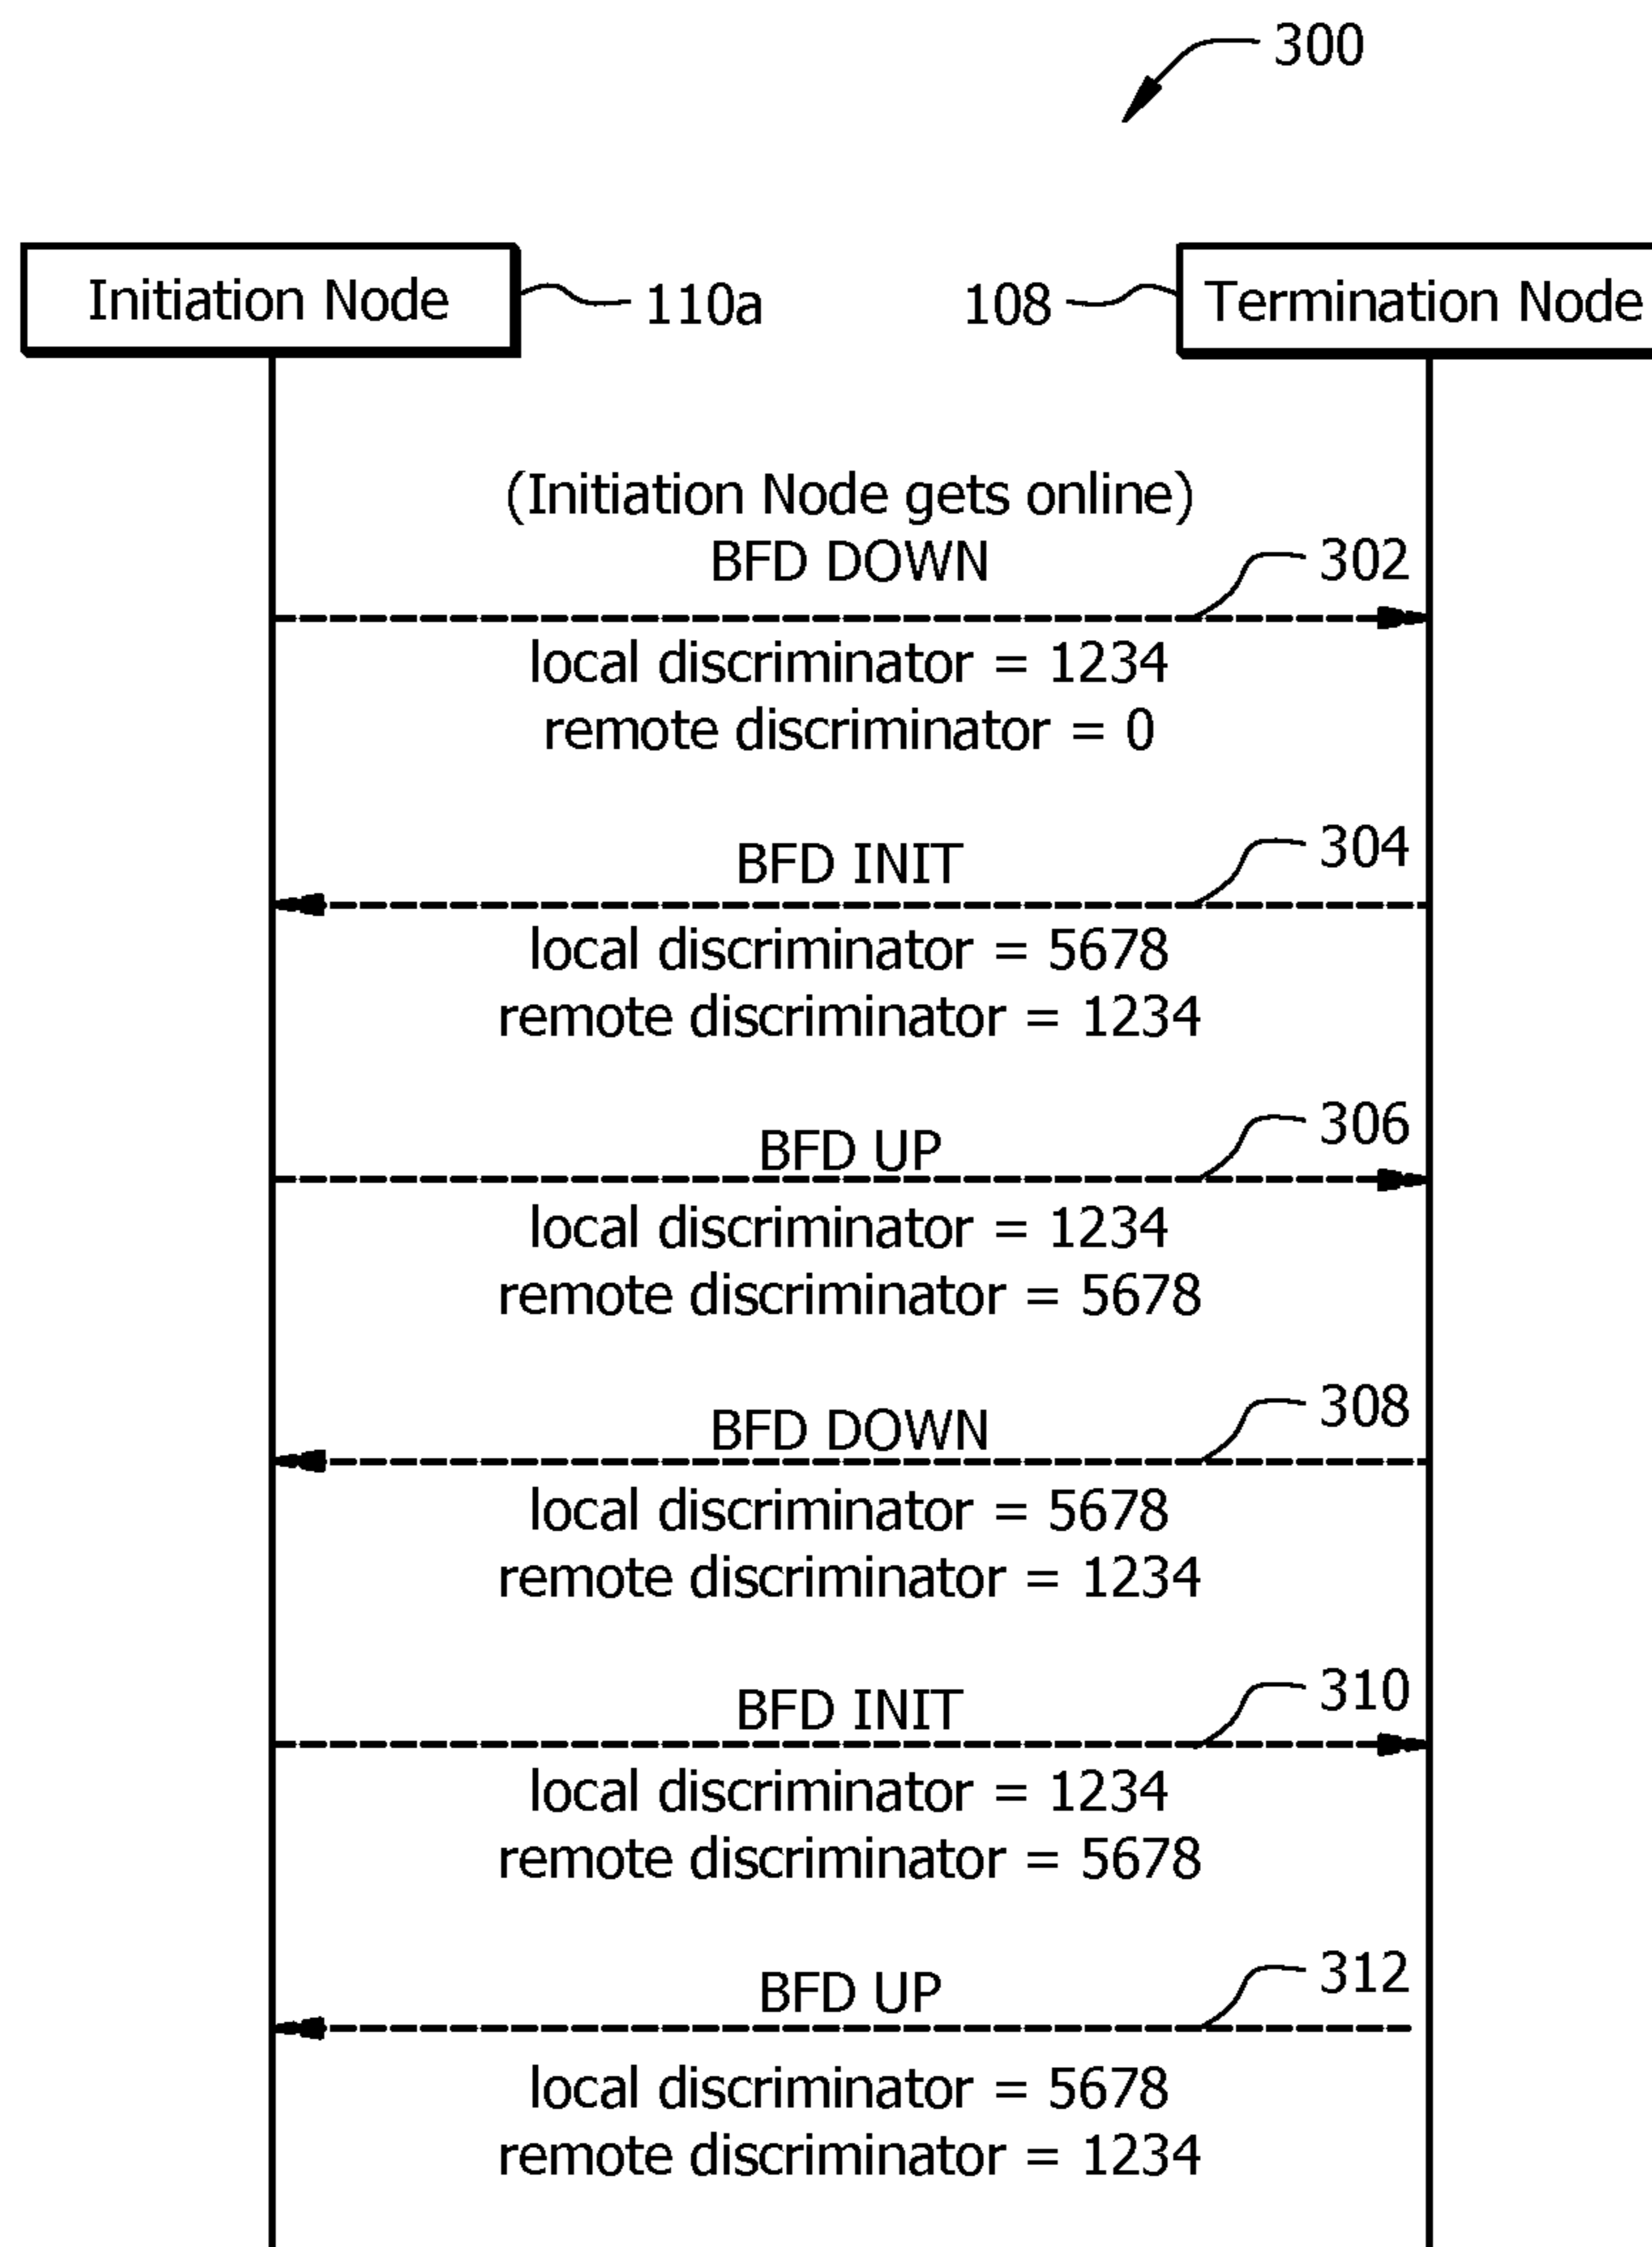 300
Initiation Node
110a
108
Termination Node
(Initiation Node gets online)
BFD DOWN
302
local discriminator = 1234
remote discriminator = 0
BFD INIT
304
local discriminator = 5678
remote discriminator = 1234
BFD UP
306
local discriminator = 1234
remote discriminator = 5678
BFD DOWN
308
local discriminator = 5678
remote discriminator = 1234
BFD INIT
310
local discriminator = 1234
remote discriminator = 5678
BFD UP
312
local discriminator = 5678
remote discriminator = 1234